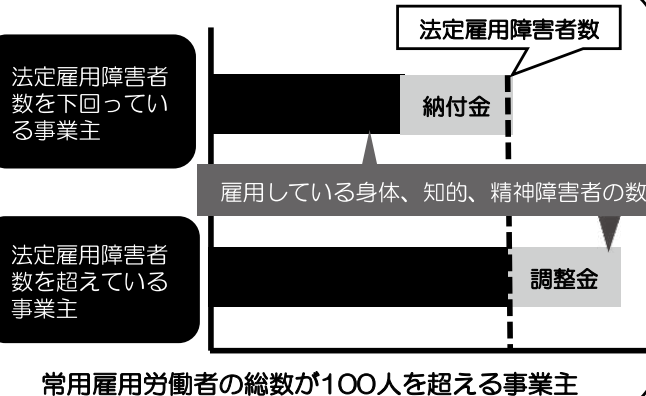 法定雇用障害者数
法定雇用障害者
数を下回ってい
る事業主
納付金
雇用している身体、知的、精神障害者の数
法定雇用障害者
数を超えている
事業主
調整金
常用雇用労働者の総数が100人を超える事業主